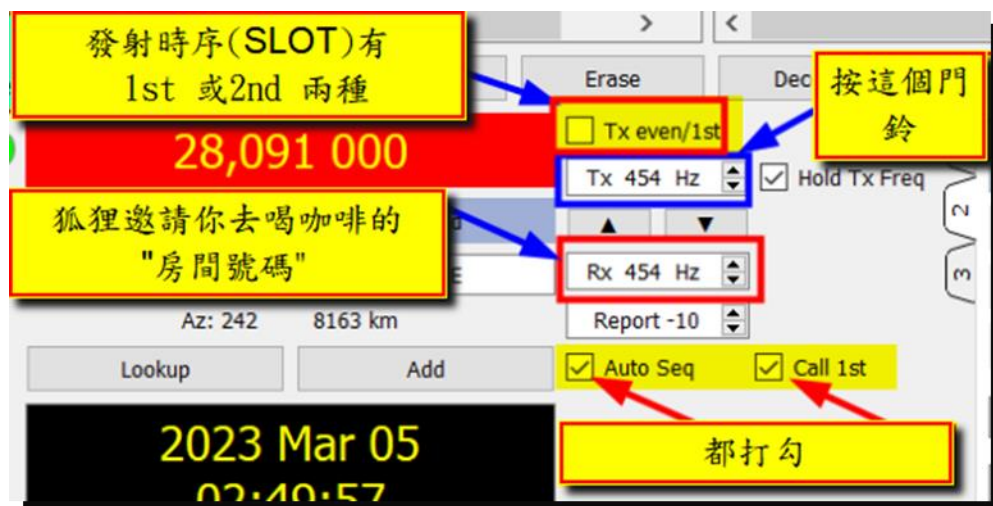 發射時序(SLOT)有
1st 或2nd 兩種
>
<
Erase
Dec
按這個門
鈴
Tx even/1st
28,091 000
Tx 454 Hz
Hold Tx Freq
狐狸邀請你去喝咖啡的
"房間號碼"
▲
▼
2
Rx 454 Hz
3
Az: 242
8163 km
Report -10
Lookup
Add
Auto Seq
Call 1st
2023 Mar 05
02:49:57
都打勾